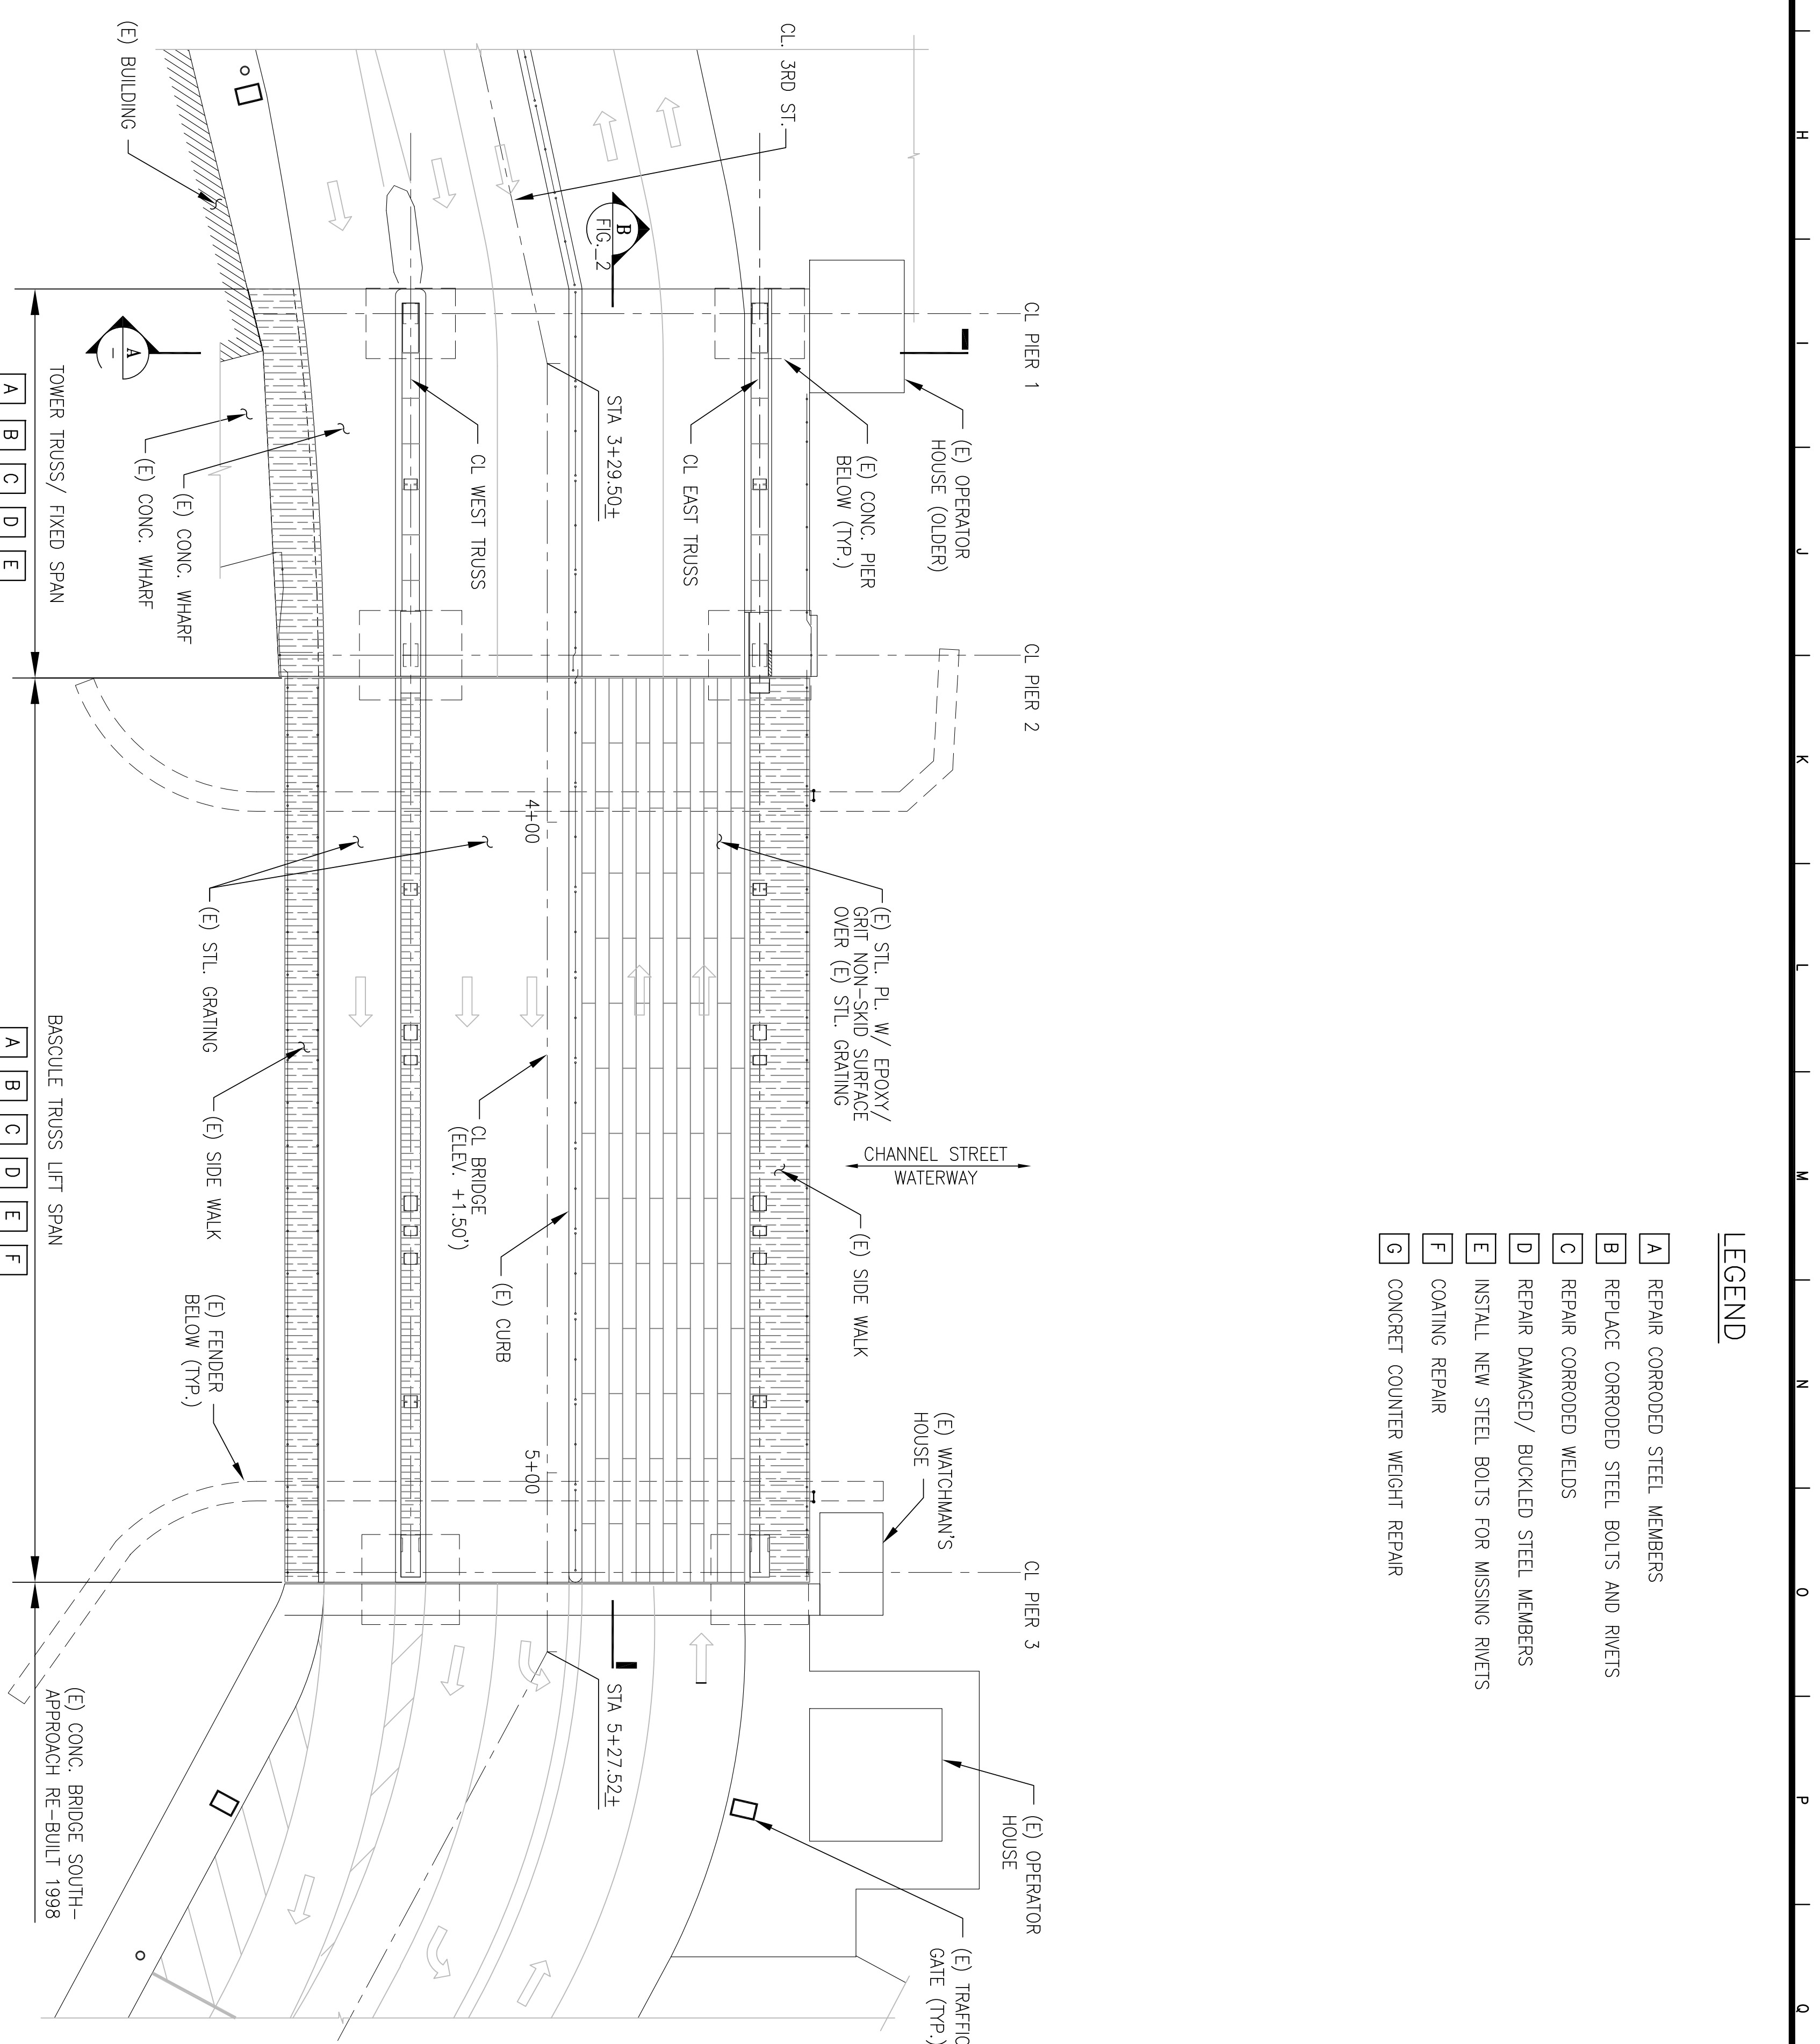 H
I
J
K
L
M
N
O
P
Q
LEGEND
A REPAIR CORRODED STEEL MEMBERS
B REPLACE CORRODED STEEL BOLTS AND RIVETS
C REPAIR CORRODED WELDS
D REPAIR DAMAGED/ BUCKLED STEEL MEMBERS
E INSTALL NEW STEEL BOLTS FOR MISSING RIVETS
F COATING REPAIR
G CONCRET COUNTER WEIGHT REPAIR
CL PIER 1
CL PIER 2
CL PIER 3
(E) OPERATOR
HOUSE (OLDER)
(E) CONC. PIER
BELOW (TYP.)
CL EAST TRUSS
CL WEST TRUSS
CL. 3RD ST.
B
FIG._2
STA 3+29.50±
(E) CONC. WHARF
(E) CONC. WHARF
(E) BUILDING
A
–
(E) STL. PL. W/ EPOXY/
GRIT NON-SKID SURFACE
OVER (E) STL. GRATING
CHANNEL STREET
WATERWAY
(E) SIDE WALK
(E) WATCHMAN'S
HOUSE
(E) OPERATOR
HOUSE
(E) TRAFFIC
GATE (TYP.)
4+00
5+00
STA 5+27.52±
CL BRIDGE
(ELEV. +1.50')
(E) CURB
(E) STL. GRATING
(E) SIDE WALK
(E) FENDER
BELOW (TYP.)
(E) CONC. BRIDGE SOUTH-
APPROACH RE-BUILT 1998
TOWER TRUSS/ FIXED SPAN
A B C D E
BASCULE TRUSS LIFT SPAN
A B C D E F